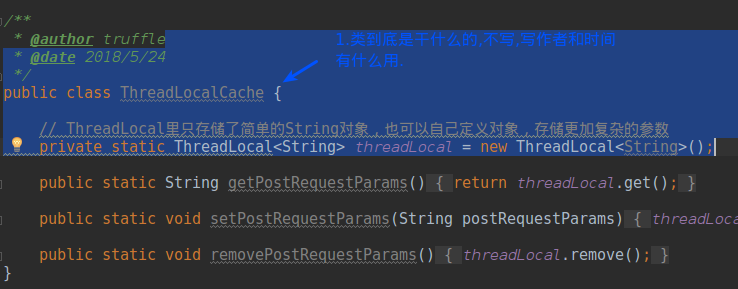 /**
* @author truffle
1.类到底是干什么的,不写,写作者和时间
* @date 2018/5/24
有什么用.
*/
public class ThreadLocalCache {
// ThreadLocal里只存储了简单的String对象，也可以自己定义对象，存储更加复杂的参数
private static ThreadLocal<String> threadLocal = new ThreadLocal<String>();
public static String getPostRequestParams() { return threadLocal.get(); }
public static void setPostRequestParams(String postRequestParams) { threadLoca
public static void removePostRequestParams() { threadLocal.remove(); }
}